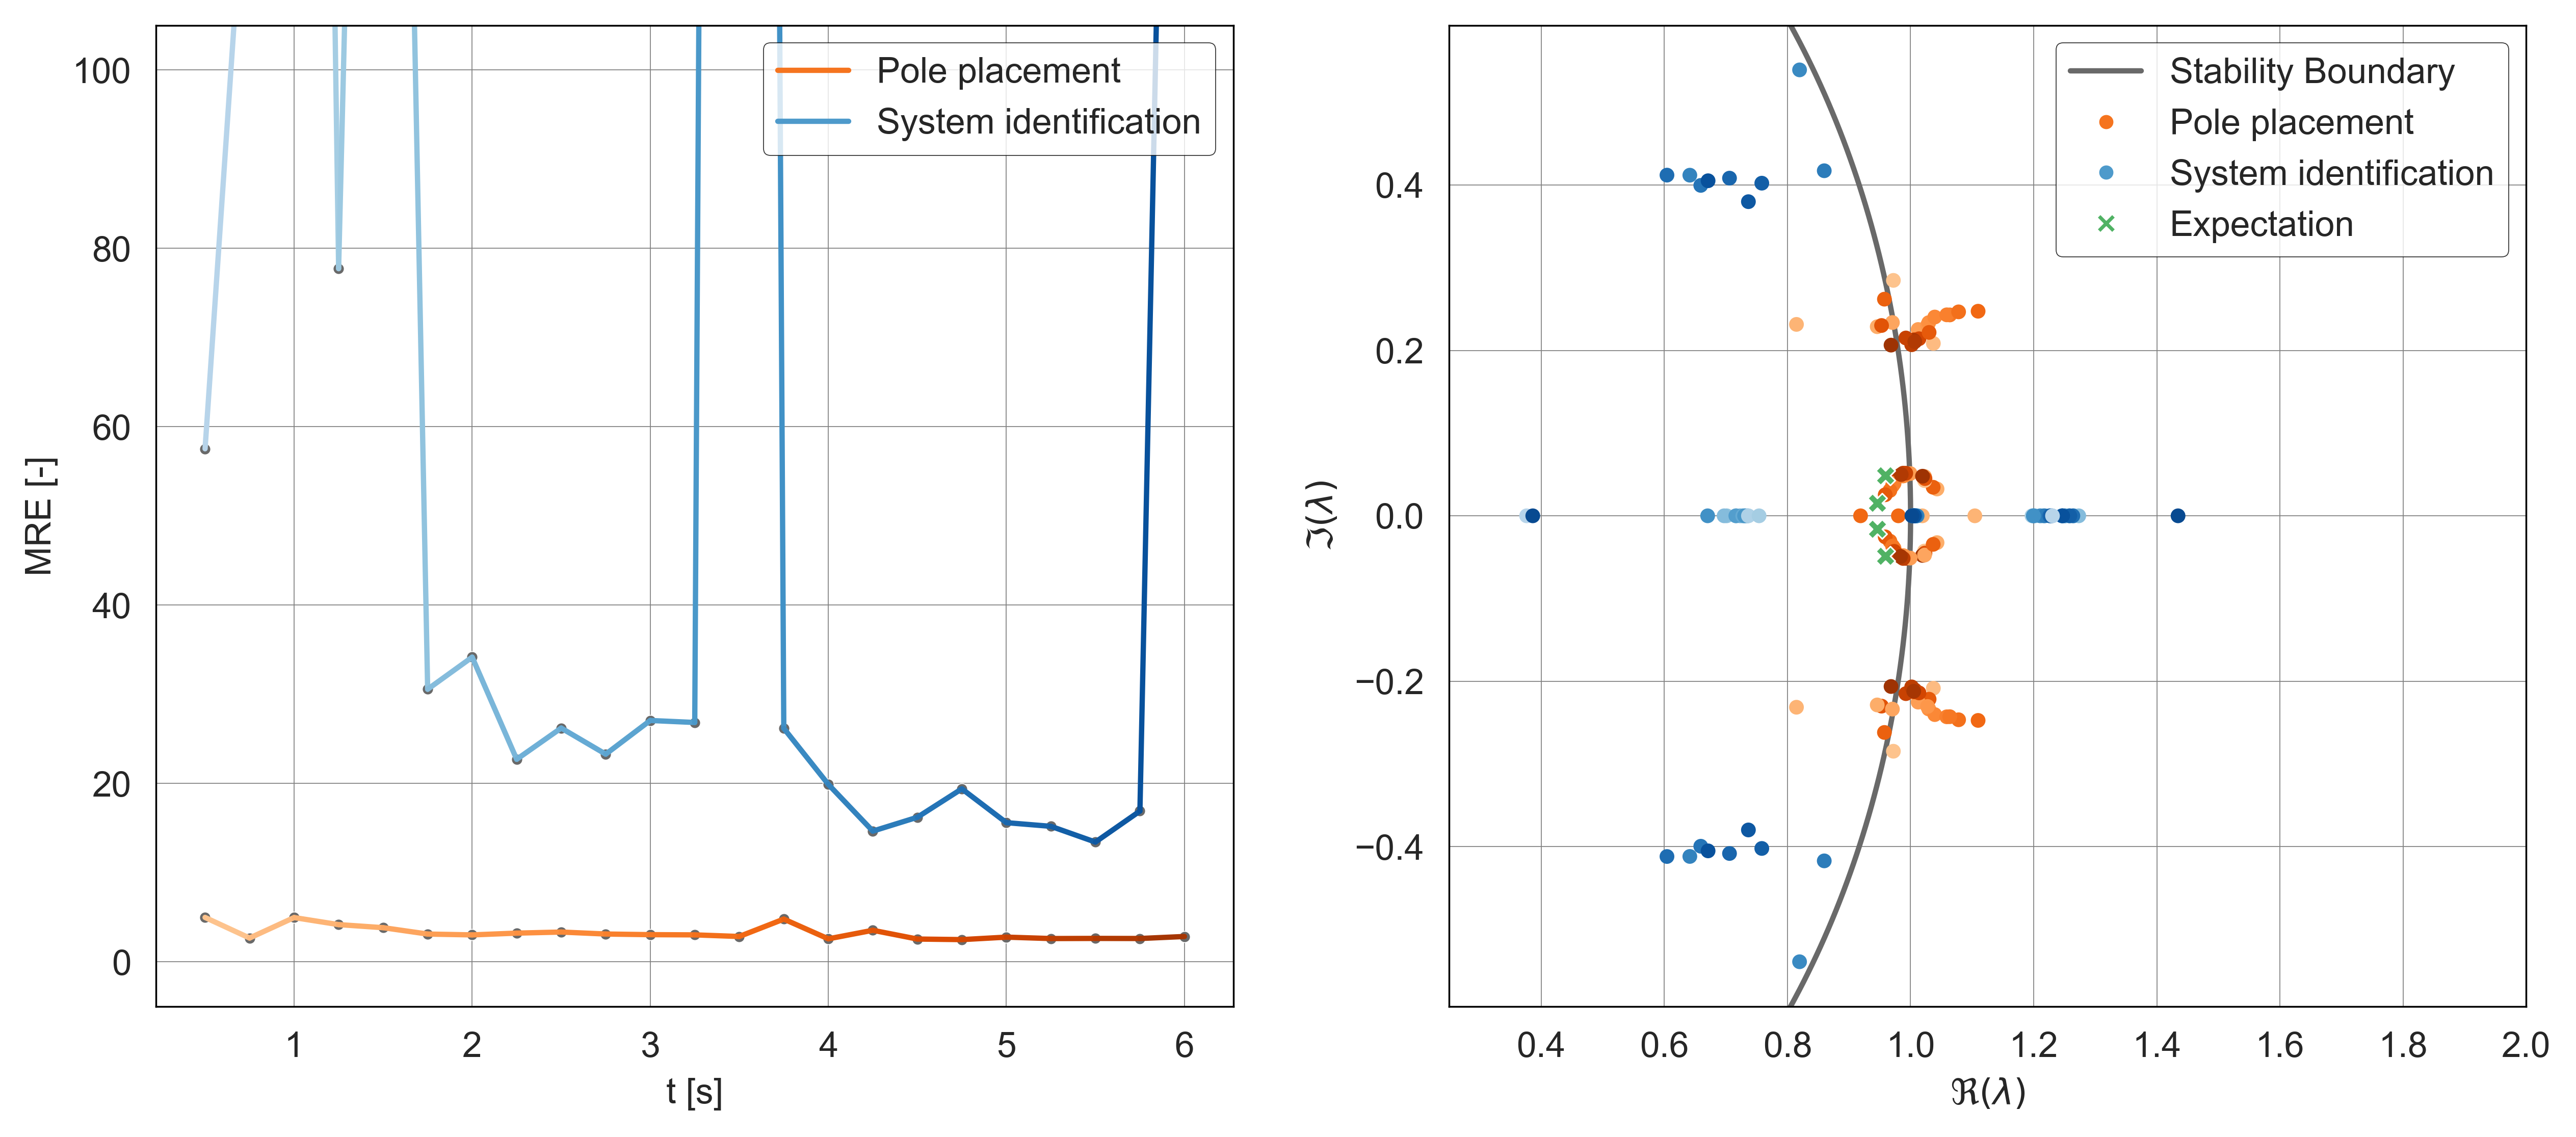 100
80
60
40
20
0
MRE [-]
1 2 3 4 5 6
t [s]
Pole placement
System identification
0.4
0.2
0.0
−0.2
−0.4
ℑ(λ)
0.4 0.6 0.8 1.0 1.2 1.4 1.6 1.8 2.0
ℜ(λ)
Stability Boundary
Pole placement
System identification
Expectation